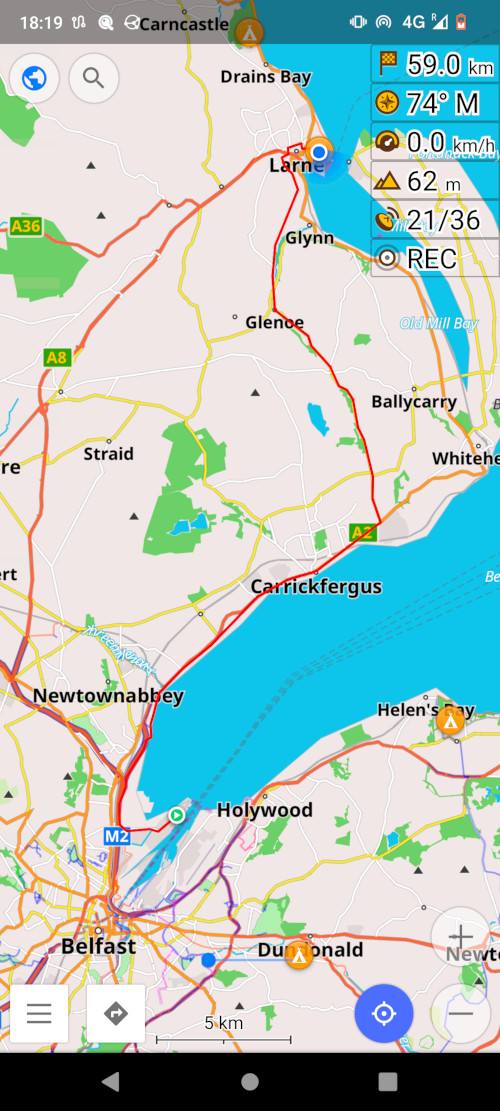 18:19
4G R
Carncastle
Drains Bay
59.0 km
74° M
0.0 km/h
62 m
21/36
REC
Larne
A36
Glynn
Glenoe
Old Mill Bay
A8
Ballycarry
Straid
Whitehe
re
A2
ert
Carrickfergus
Be
Newtownabbey
Helen's Bay
Holywood
M2
Belfast
Dundonald
Newt
5 km